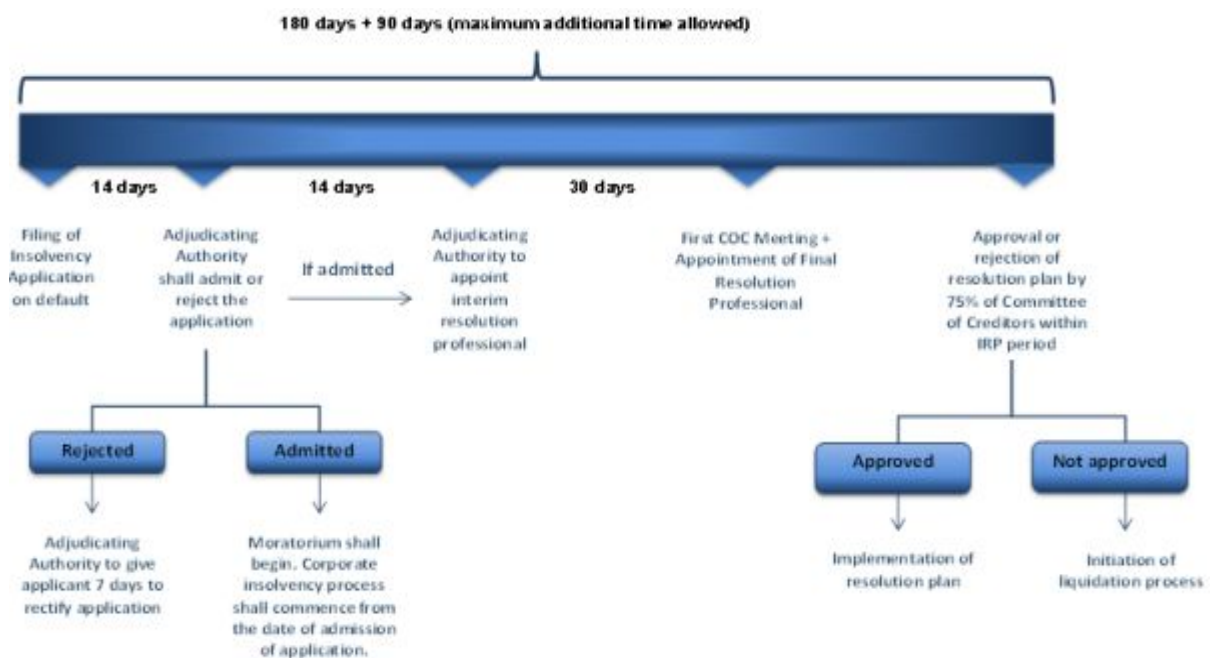 180 days + 90 days (maximum additional time allowed)
14 days
14 days
30 days
Filing of
Insolvency
Application
on default
Adjudicating
Authority
shall admit or
reject the
application
If admitted
Adjudicating
Authority to
appoint
interim
resolution
professional
First COC Meeting +
Appointment of Final
Resolution
Professional
Approval or
rejection of
resolution plan by
75% of Committee
of Creditors within
IRP period
Rejected
Admitted
Approved
Not approved
Adjudicating
Authority to give
applicant 7 days to
rectify application
Moratorium shall
begin. Corporate
insolvency process
shall commence from
the date of admission
of application.
Implementation of
resolution plan
Initiation of
liquidation process